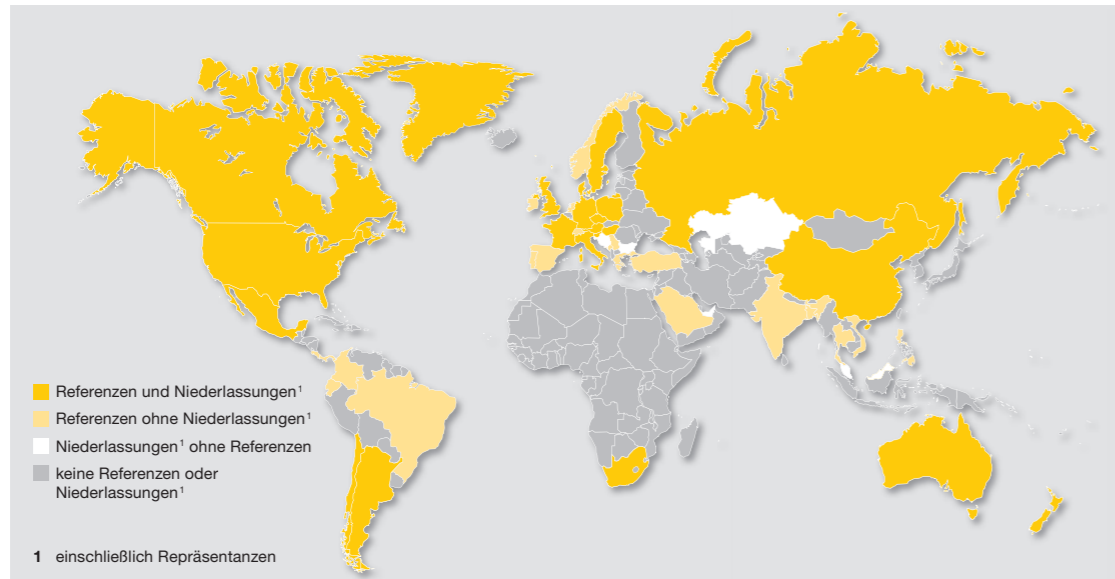 Referenzen und Niederlassungen¹
Referenzen ohne Niederlassungen¹
Niederlassungen¹ ohne Referenzen
keine Referenzen oder
Niederlassungen¹
1 einschließlich Repräsentanzen